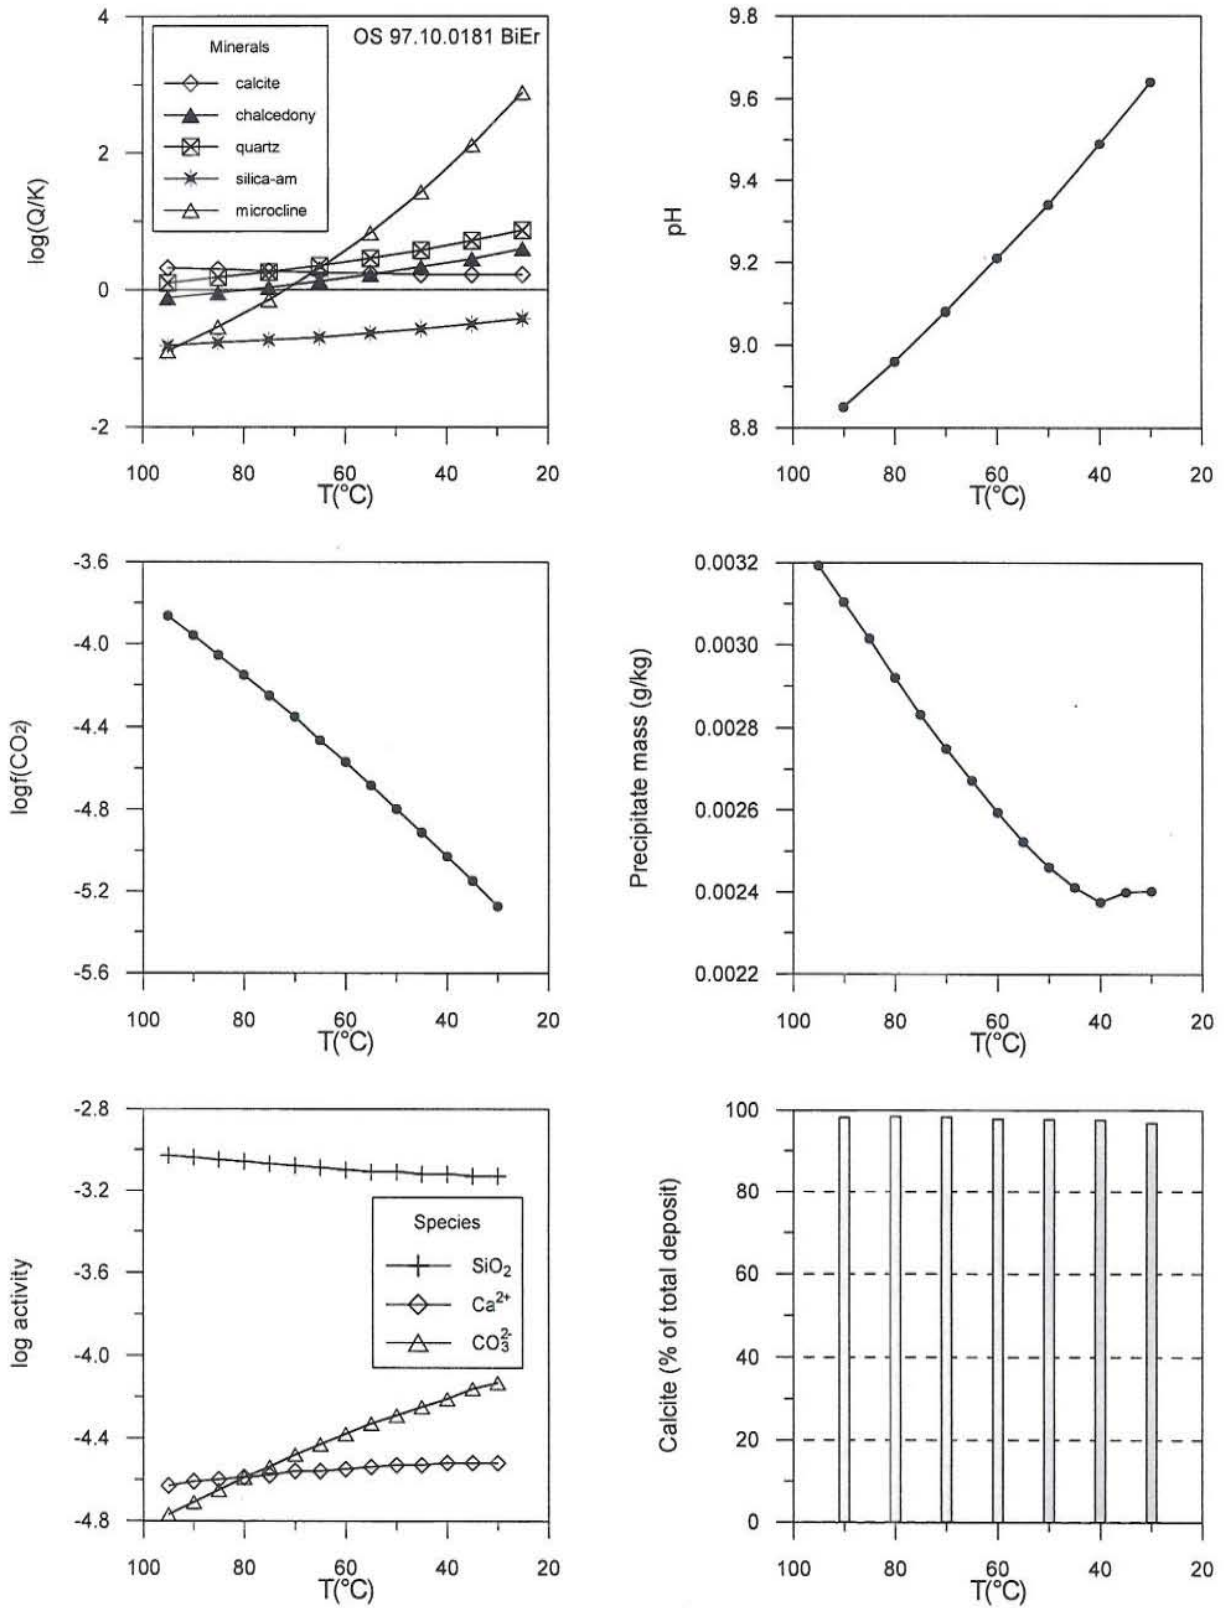 OS 97.10.0181 BiEr
Minerals
calcite
chalcedony
quartz
silica-am
microcline
4
2
0
-2
log(Q/K)
100 80 60 40 20
T(°C)
9.8
9.6
9.4
9.2
9.0
8.8
pH
100 80 60 40 20
T(°C)
-3.6
-4.0
-4.4
-4.8
-5.2
-5.6
logf(CO₂)
100 80 60 40 20
T(°C)
0.0032
0.0030
0.0028
0.0026
0.0024
0.0022
Precipitate mass (g/kg)
100 80 60 40 20
T(°C)
-2.8
-3.2
-3.6
-4.0
-4.4
-4.8
log activity
Species
SiO₂
Ca²⁺
CO₃²⁻
100 80 60 40 20
T(°C)
100
80
60
40
20
0
Calcite (% of total deposit)
100 80 60 40 20
T(°C)